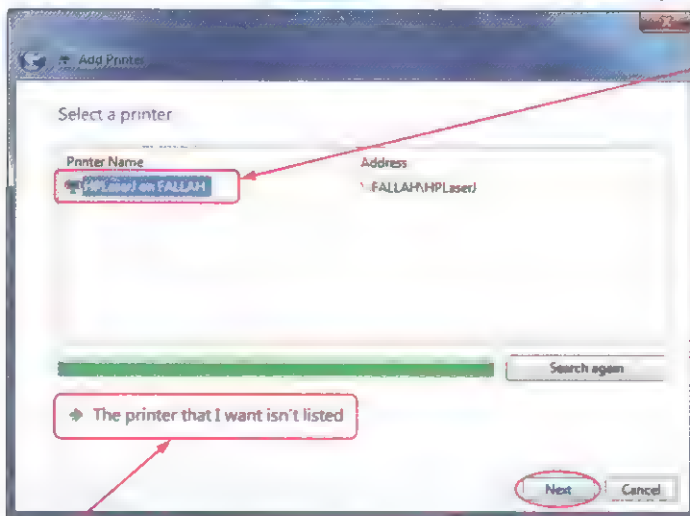 Add Printer
Select a printer
Printer Name Address
HPLaserJ on FALLAH \\FALLAH\HPLaserJ
Search again
The printer that I want isn't listed
Next Cancel